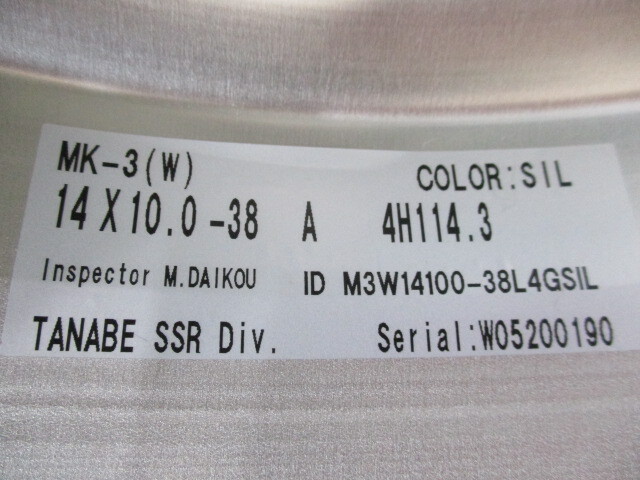 MK-3(W) COLOR:SIL
14X10.0-38 A 4H114.3
Inspector M.DAIKOU ID M3W14100-38L4GSIL
TANABE SSR Div. Serial:W05200190